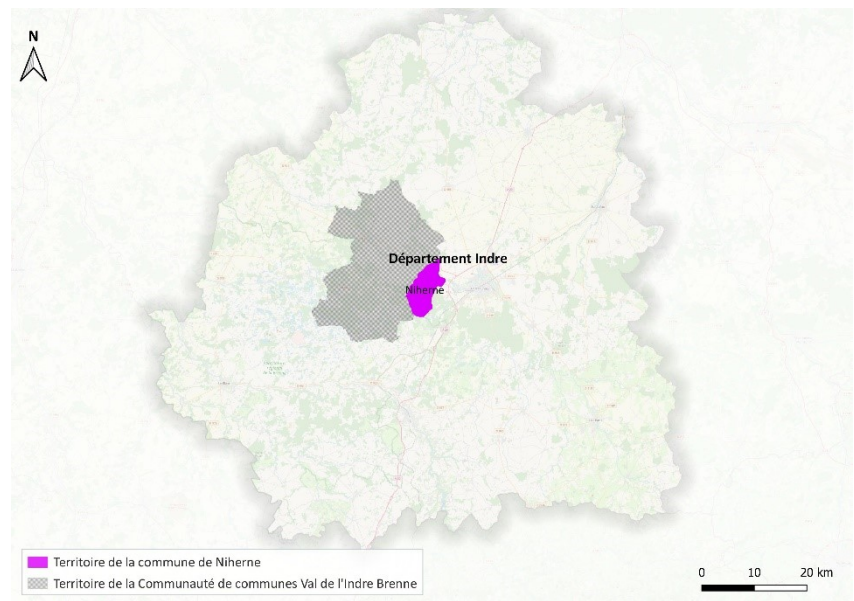 N
Département Indre
Niherne
Territoire de la commune de Niherne
Territoire de la Communauté de communes Val de l'Indre Brenne
0 10 20 km